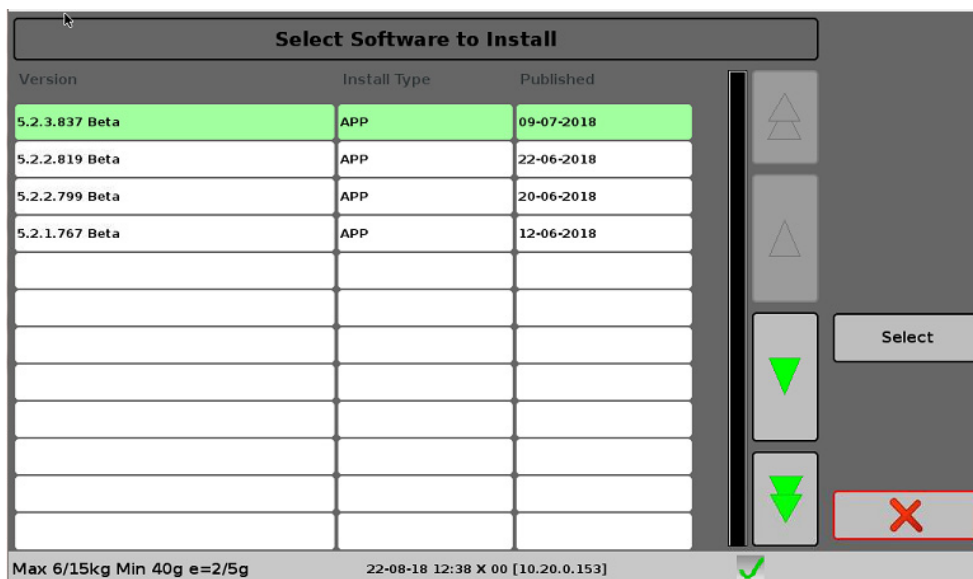 Select Software to Install
Version Install Type Published
5.2.3.837 Beta APP 09-07-2018
5.2.2.819 Beta APP 22-06-2018
5.2.2.799 Beta APP 20-06-2018
5.2.1.767 Beta APP 12-06-2018
Select
Max 6/15kg Min 40g e=2/5g 22-08-18 12:38 X 00 [10.20.0.153]